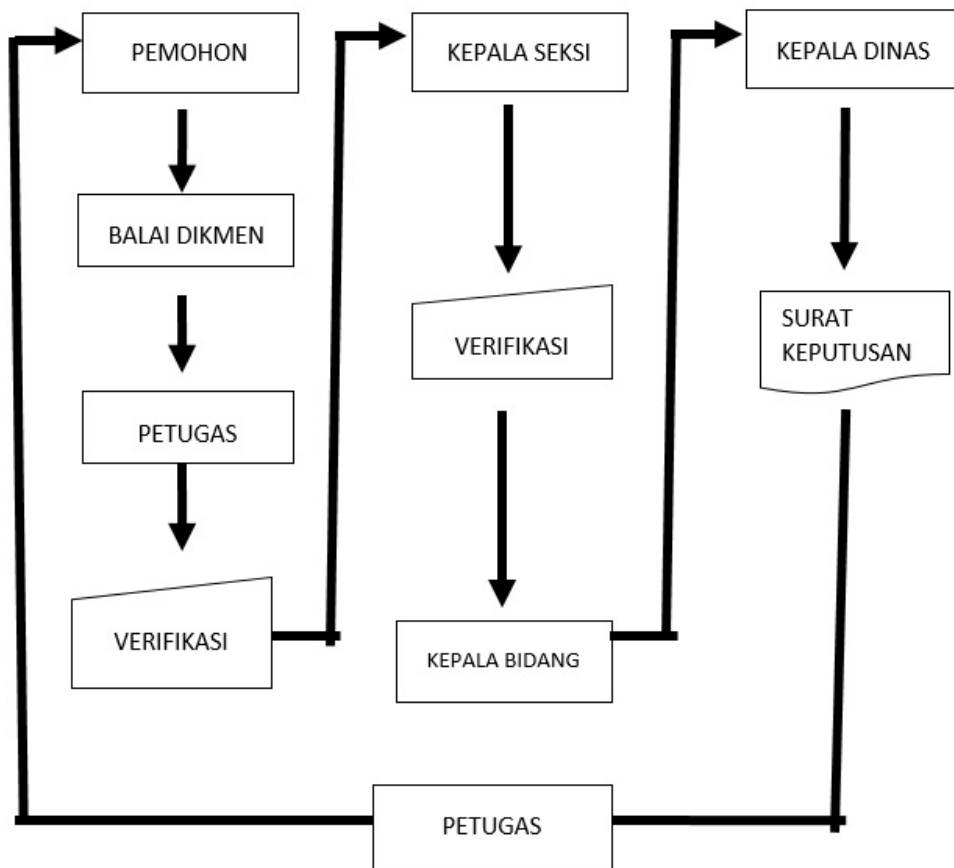 PEMOHON
BALAI DIKMEN
PETUGAS
VERIFIKASI
KEPALA SEKSI
VERIFIKASI
KEPALA BIDANG
KEPALA DINAS
SURAT
KEPUTUSAN
PETUGAS